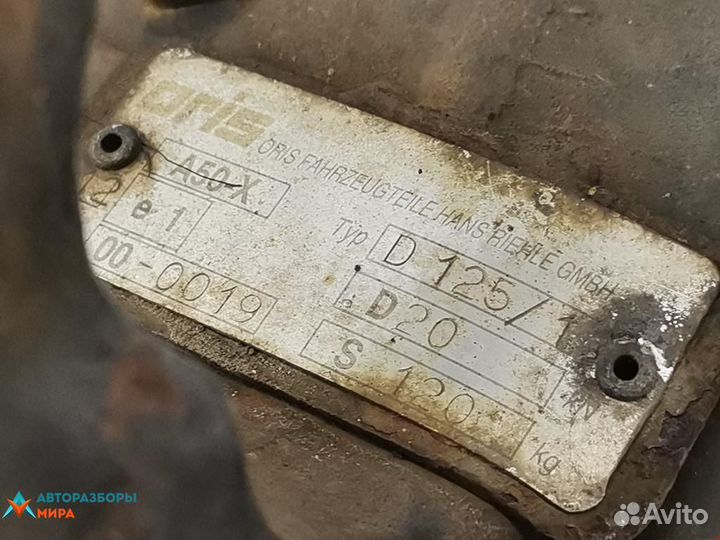 oris
ORIS FAHRZEUGTEILE HANS RIEHLE GMBH
A50-X
Typ D 125/1
e 1
D 20 kN
00-0019
S 120 kg
АВТОРАЗБОРЫ
МИРА
Avito